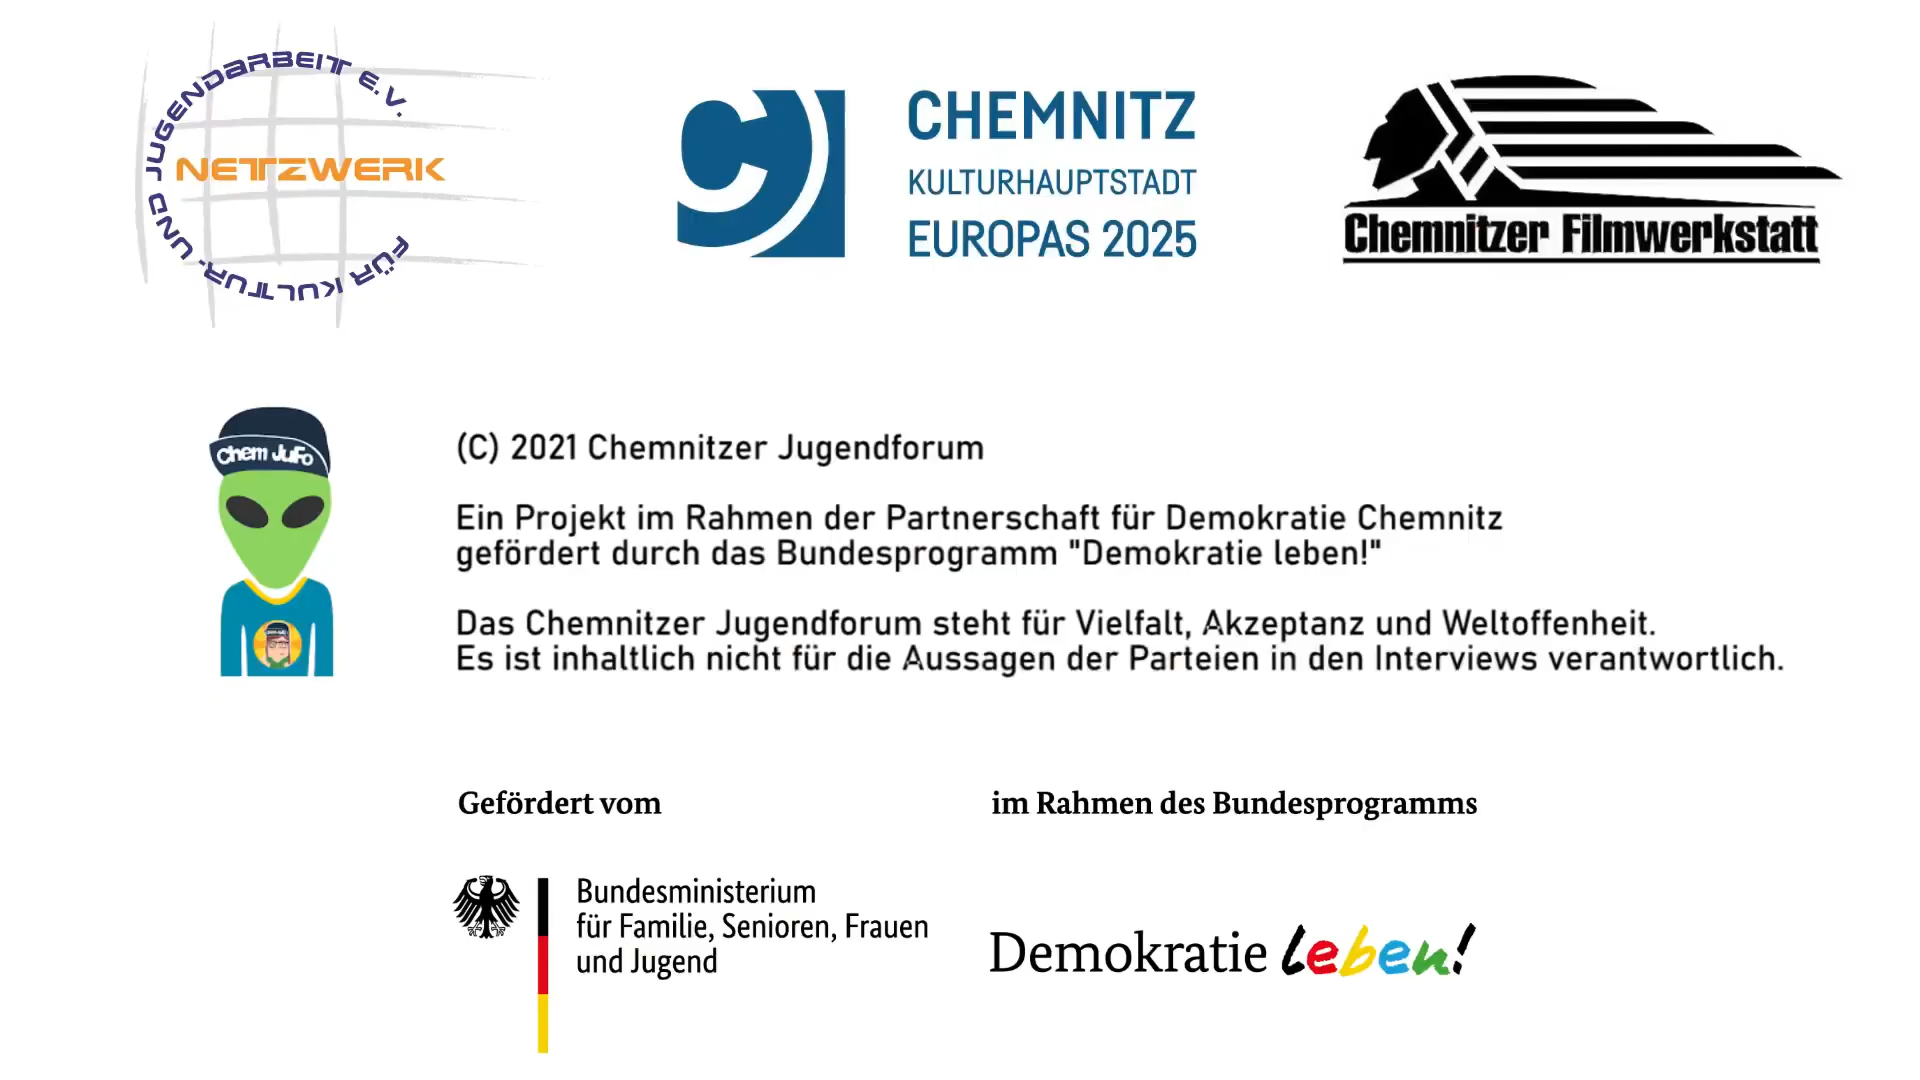 NETZWERK
FÜR KULTUR- UND JUGENDARBEIT E.V.
CHEMNITZ
KULTURHAUPTSTADT
EUROPAS 2025
Chemnitzer Filmwerkstatt
Chem JuFo
(C) 2021 Chemnitzer Jugendforum
Ein Projekt im Rahmen der Partnerschaft für Demokratie Chemnitz
gefördert durch das Bundesprogramm "Demokratie leben!"
Das Chemnitzer Jugendforum steht für Vielfalt, Akzeptanz und Weltoffenheit.
Es ist inhaltlich nicht für die Aussagen der Parteien in den Interviews verantwortlich.
Gefördert vom
Bundesministerium
für Familie, Senioren, Frauen
und Jugend
im Rahmen des Bundesprogramms
Demokratie leben!